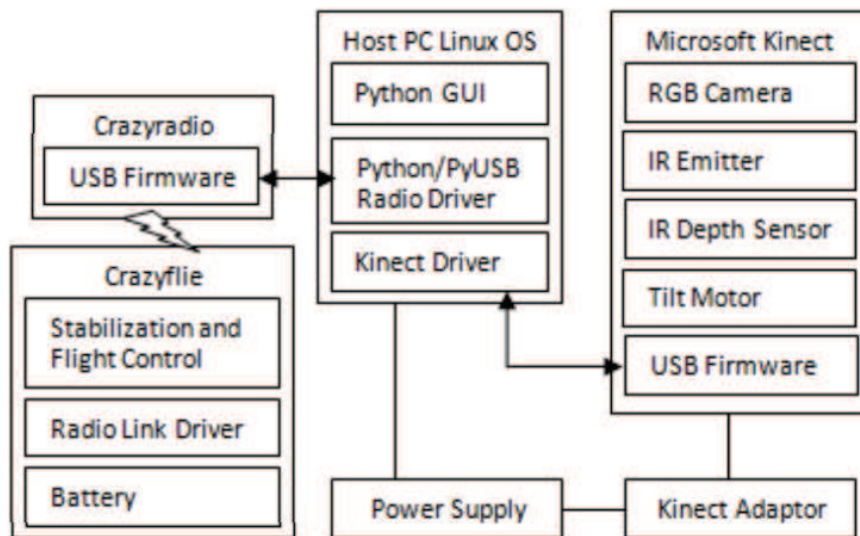 Crazyradio
USB Firmware
Crazyflie
Stabilization and
Flight Control
Radio Link Driver
Battery
Host PC Linux OS
Python GUI
Python/PyUSB
Radio Driver
Kinect Driver
Power Supply
Microsoft Kinect
RGB Camera
IR Emitter
IR Depth Sensor
Tilt Motor
USB Firmware
Kinect Adaptor